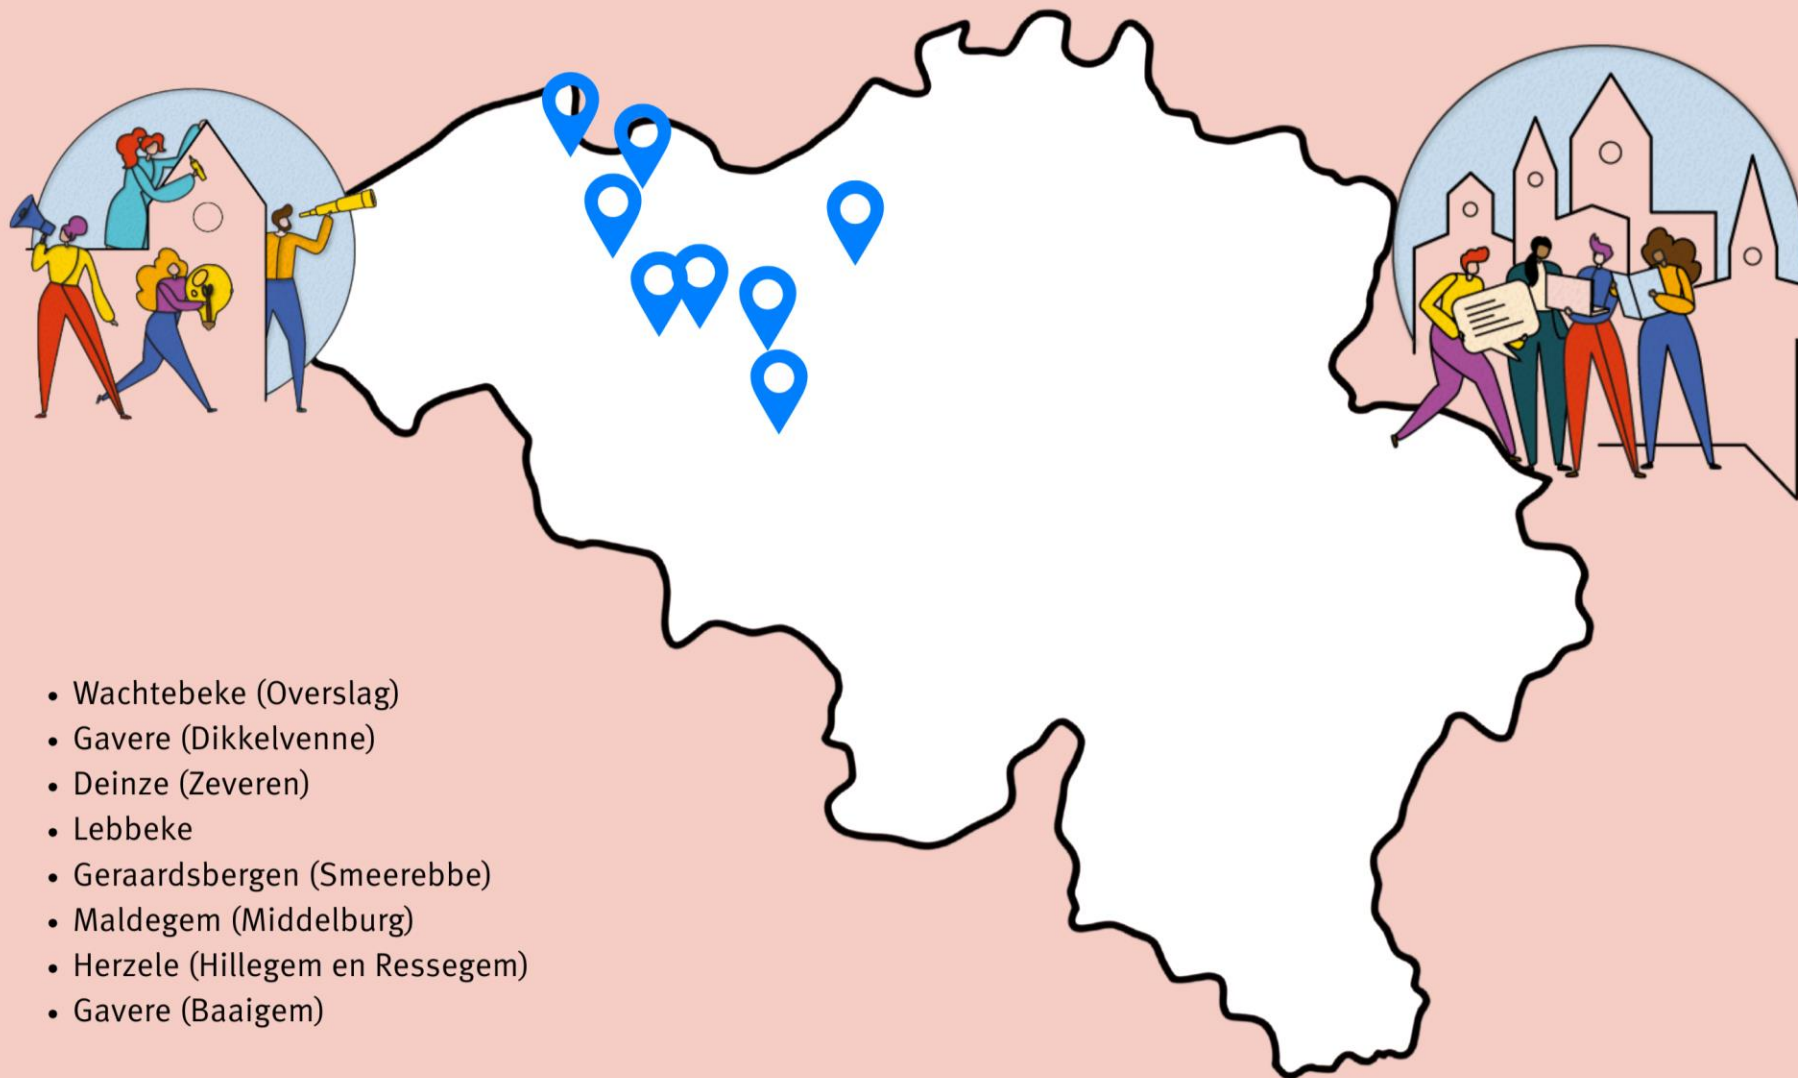 • Wachtebeke (Overslag)
• Gavere (Dikkelvenne)
• Deinze (Zeveren)
• Lebbeke
• Geraardsbergen (Smeerebbe)
• Maldegem (Middelburg)
• Herzele (Hillegem en Ressegem)
• Gavere (Baaigem)